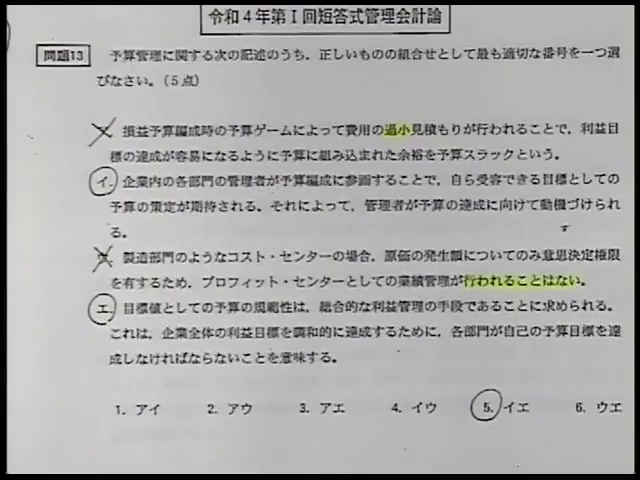 令和4年第Ⅰ回短答式管理会計論
問題13 予算管理に関する次の記述のうち，正しいものの組合せとして最も適切な番号を一つ選
びなさい。（5点）
ア．損益予算編成時の予算ゲームによって費用の過小見積もりが行われることで，利益目
標の達成が容易になるように予算に組み込まれた余裕を予算スラックという。
イ．企業内の各部門の管理者が予算編成に参画することで，自ら受容できる目標としての
予算の策定が期待される。それによって，管理者が予算の達成に向けて動機づけられ
る。
ウ．製造部門のようなコスト・センターの場合，原価の発生額についてのみ意思決定権限
を有するため，プロフィット・センターとしての業績管理が行われることはない。
エ．目標値としての予算の規範性は，総合的な利益管理の手段であることに求められる。
これは，企業全体の利益目標を調和的に達成するために，各部門が自己の予算目標を達
成しなければならないことを意味する。
1．アイ 2．アウ 3．アエ 4．イウ 5．イエ 6．ウエ